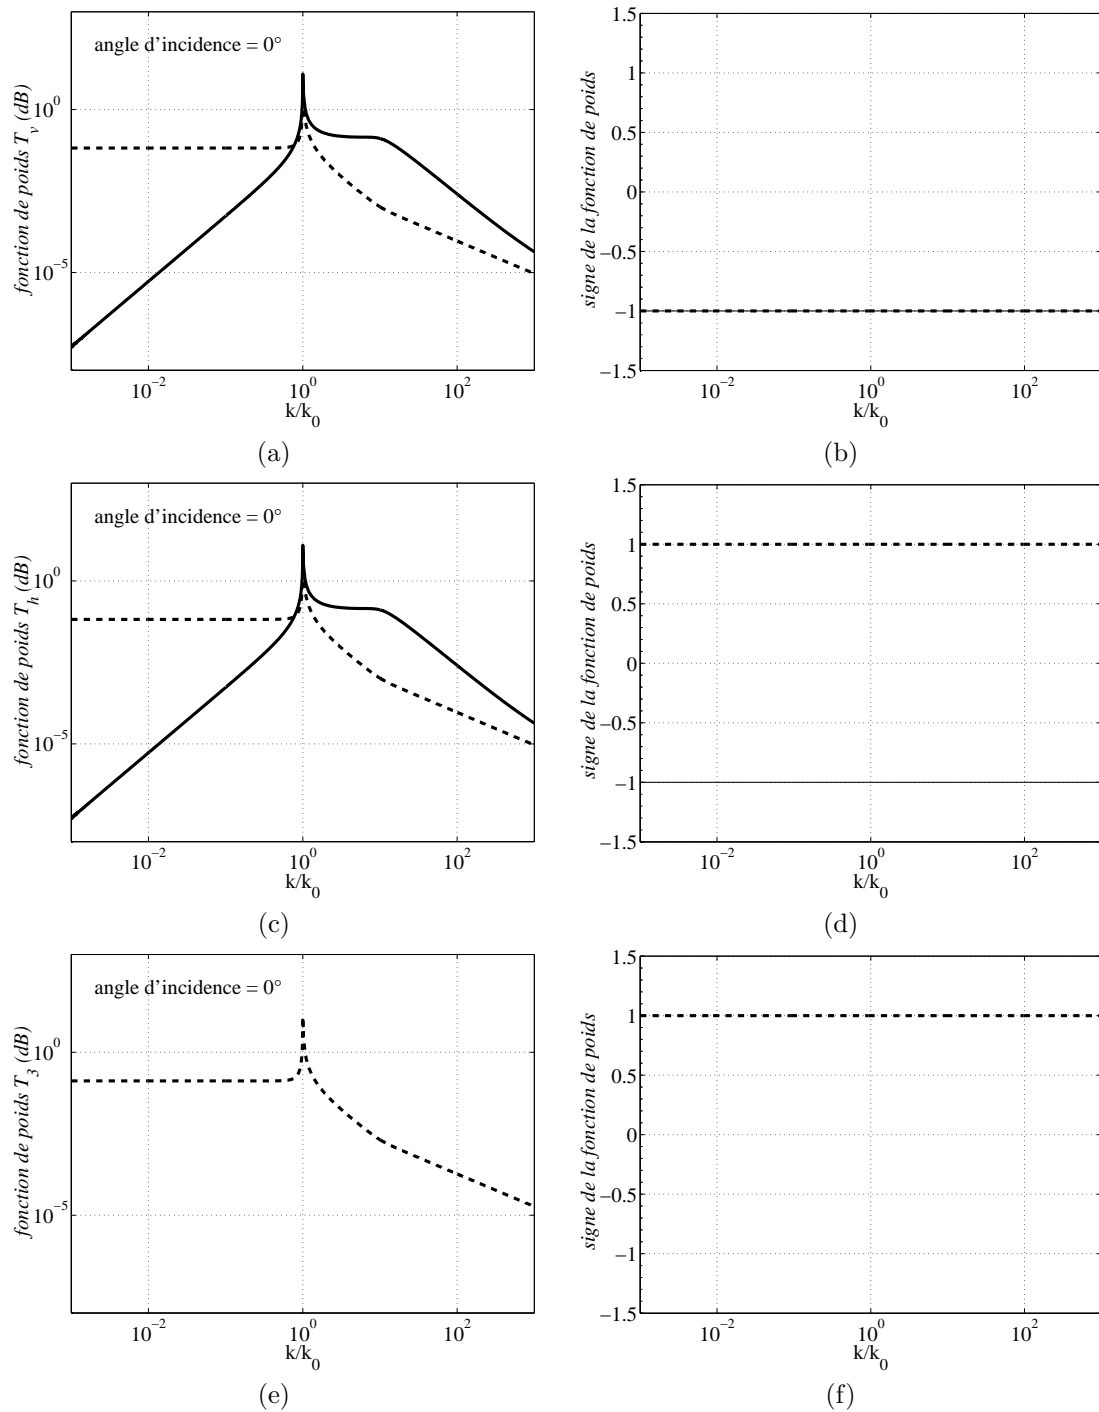 angle d'incidence = 0°
fonction de poids T_v (dB)
10^0
10^-5
10^-2
10^0
10^2
k/k_0
(a)
signe de la fonction de poids
1.5
1
0.5
0
−0.5
−1
−1.5
10^-2
10^0
10^2
k/k_0
(b)
angle d'incidence = 0°
fonction de poids T_h (dB)
10^0
10^-5
10^-2
10^0
10^2
k/k_0
(c)
signe de la fonction de poids
1.5
1
0.5
0
−0.5
−1
−1.5
10^-2
10^0
10^2
k/k_0
(d)
angle d'incidence = 0°
fonction de poids T_3 (dB)
10^0
10^-5
10^-2
10^0
10^2
k/k_0
(e)
signe de la fonction de poids
1.5
1
0.5
0
−0.5
−1
−1.5
10^-2
10^0
10^2
k/k_0
(f)